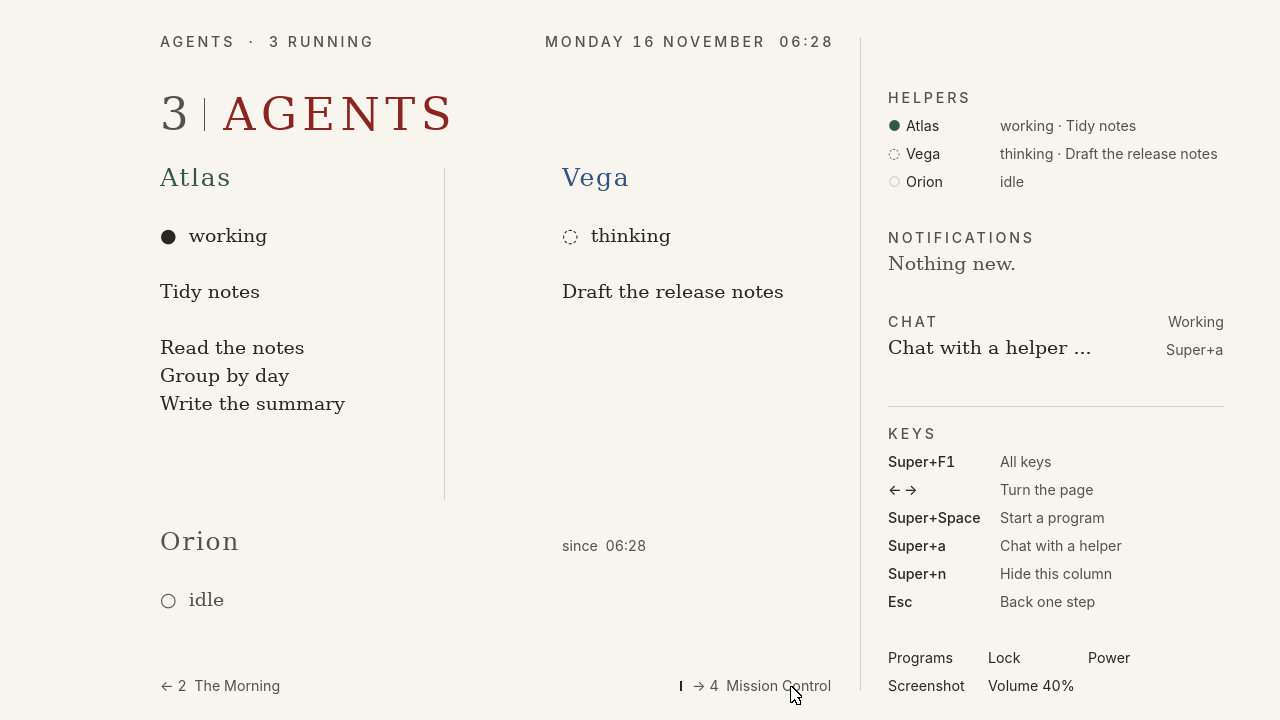 AGENTS · 3 RUNNING
MONDAY 16 NOVEMBER 06:28
3 AGENTS
Atlas
● working
Tidy notes
Read the notes
Group by day
Write the summary
Vega
◌ thinking
Draft the release notes
Orion
since 06:28
○ idle
← 2 The Morning
→ 4 Mission Control
HELPERS
● Atlas working · Tidy notes
◌ Vega thinking · Draft the release notes
○ Orion idle
NOTIFICATIONS
Nothing new.
CHAT Working
Chat with a helper ... Super+a
KEYS
Super+F1 All keys
← → Turn the page
Super+Space Start a program
Super+a Chat with a helper
Super+n Hide this column
Esc Back one step
Programs Lock Power
Screenshot Volume 40%